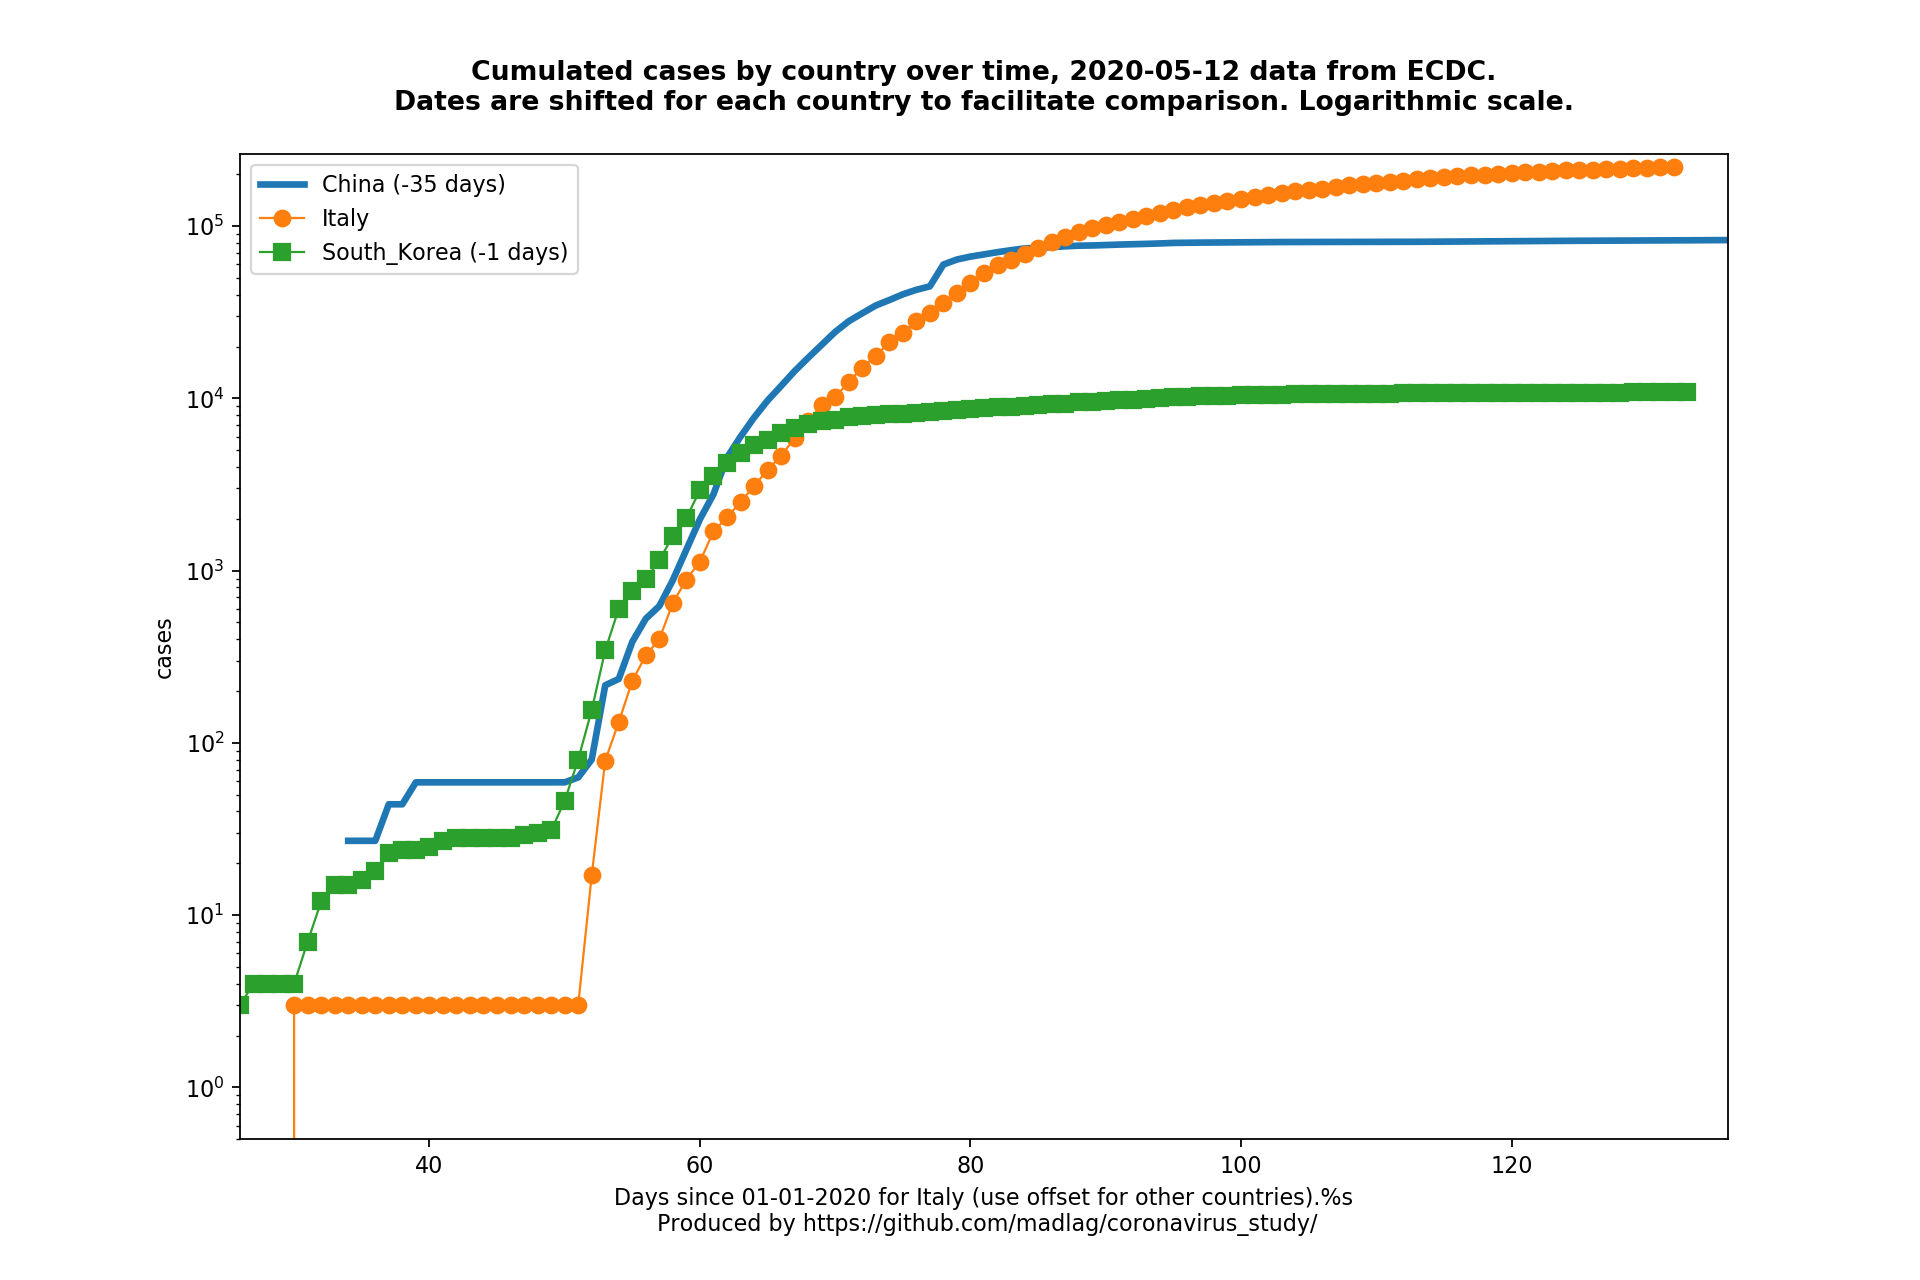 Cumulated cases by country over time, 2020-05-12 data from ECDC.
Dates are shifted for each country to facilitate comparison. Logarithmic scale.
China (-35 days)
Italy
South_Korea (-1 days)
10⁵
10⁴
10³
10²
10¹
10⁰
cases
40 60 80 100 120
Days since 01-01-2020 for Italy (use offset for other countries).%s
Produced by https://github.com/madlag/coronavirus_study/